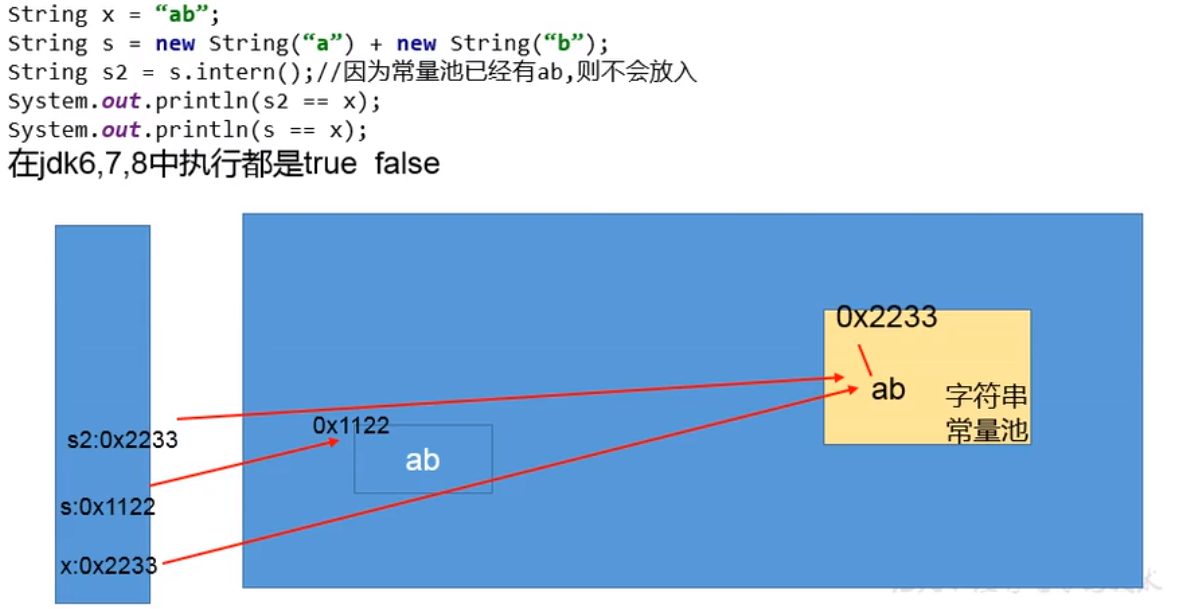 String x = “ab”;
String s = new String(“a”) + new String(“b”);
String s2 = s.intern();//因为常量池已经有ab,则不会放入
System.out.println(s2 == x);
System.out.println(s == x);
在jdk6,7,8中执行都是true  false
0x2233
ab
字符串
常量池
0x1122
ab
s2:0x2233
s:0x1122
x:0x2233